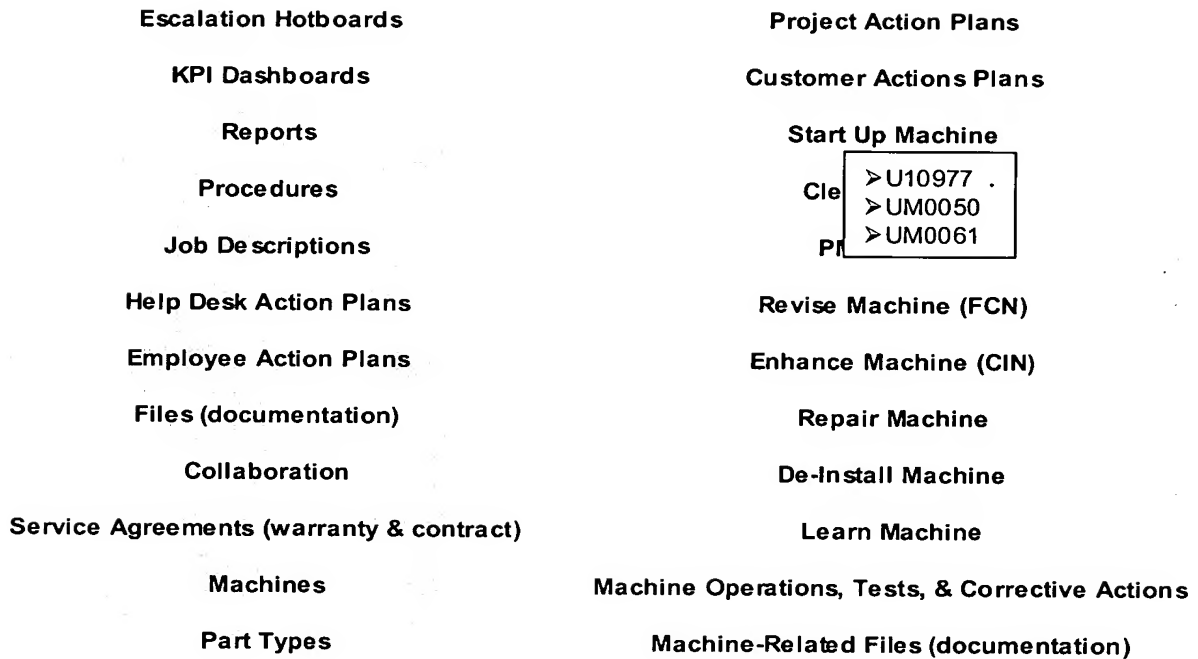 Escalation Hotboards
KPI Dashboards
Reports
Procedures
Job Descriptions
Help Desk Action Plans
Employee Action Plans
Files (documentation)
Collaboration
Service Agreements (warranty & contract)
Machines
Part Types
Project Action Plans
Customer Actions Plans
Start Up Machine
Cle
➢U10977
➢UM0050
➢UM0061
Revise Machine (FCN)
Enhance Machine (CIN)
Repair Machine
De-Install Machine
Learn Machine
Machine Operations, Tests, & Corrective Actions
Machine-Related Files (documentation)